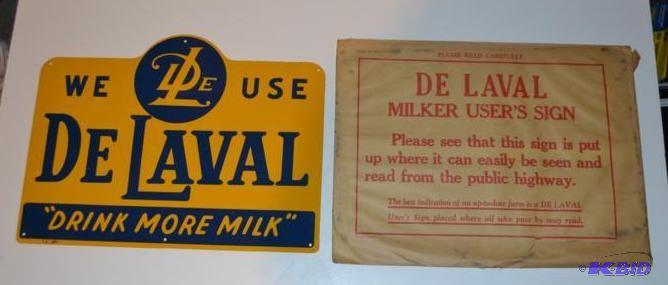 WE DeL USE
DE LAVAL
"DRINK MORE MILK"
PLEASE READ CAREFULLY
DE LAVAL
MILKER USER'S SIGN
Please see that this sign is put
up where it can easily be seen and
read from the public highway.
The best indication of an up-to-date farm is a DE LAVAL
User's Sign placed where all who pass by may read.
© K-BID